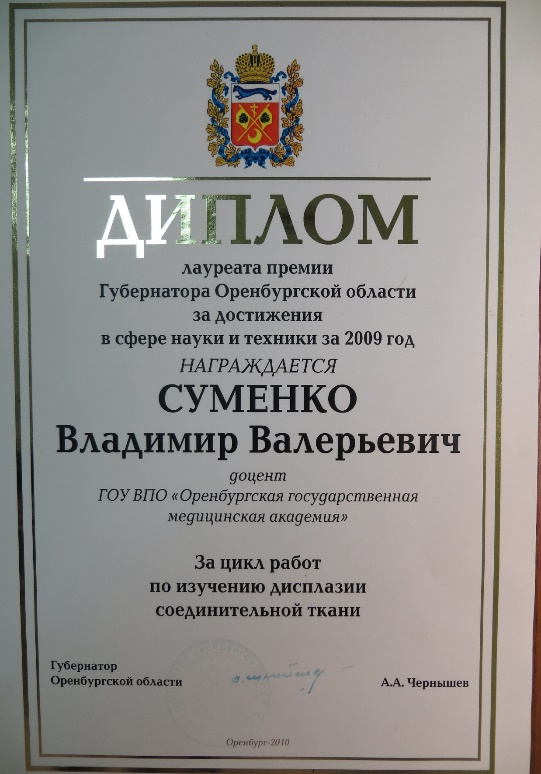 ДИПЛОМ
лауреата премии
Губернатора Оренбургской области
за достижения
в сфере науки и техники за 2009 год
НАГРАЖДАЕТСЯ
СУМЕНКО
Владимир Валерьевич
доцент
ГОУ ВПО «Оренбургская государственная
медицинская академия»
За цикл работ
по изучению дисплазии
соединительной ткани
Губернатор
Оренбургской области
А.А. Чернышев
Оренбург-2010